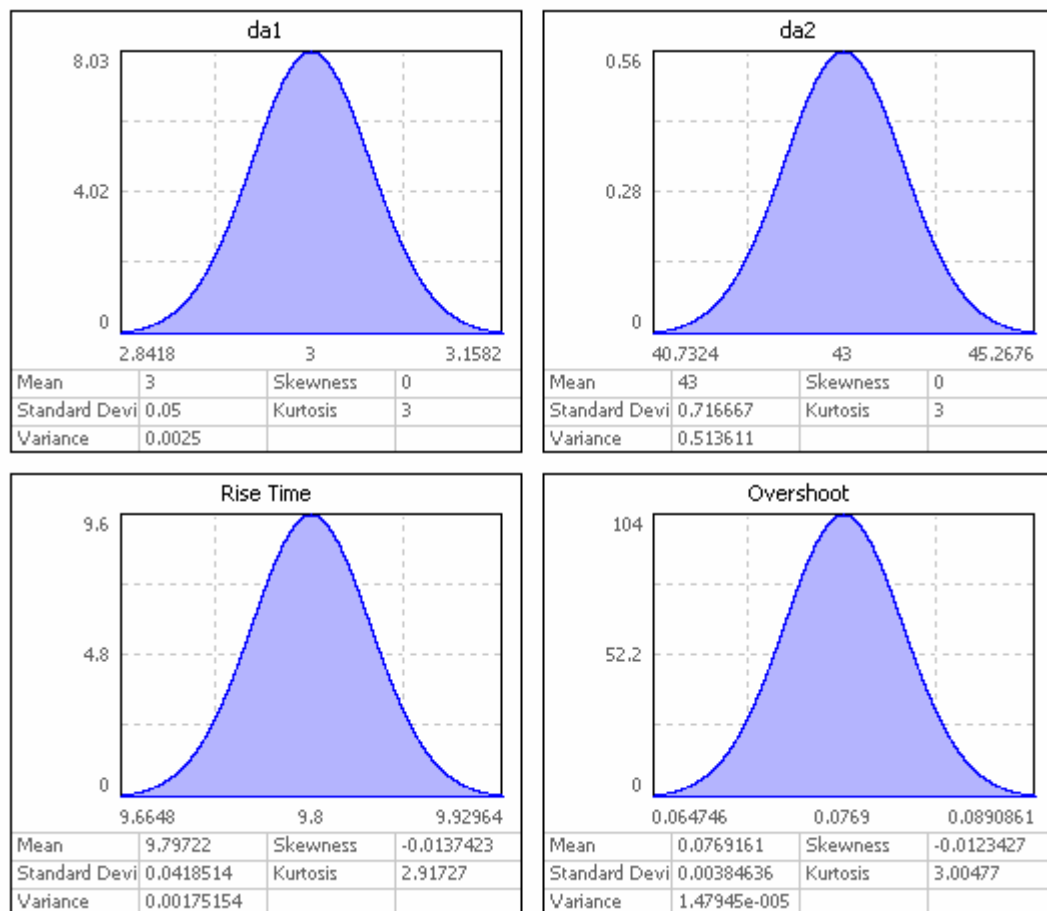 da1
8.03
4.02
0
2.8418 3 3.1582
Mean 3 Skewness 0
Standard Devi 0.05 Kurtosis 3
Variance 0.0025
da2
0.56
0.28
0
40.7324 43 45.2676
Mean 43 Skewness 0
Standard Devi 0.716667 Kurtosis 3
Variance 0.513611
Rise Time
9.6
4.8
0
9.6648 9.8 9.92964
Mean 9.79722 Skewness -0.0137423
Standard Devi 0.0418514 Kurtosis 2.91727
Variance 0.00175154
Overshoot
104
52.2
0
0.064746 0.0769 0.0890861
Mean 0.0769161 Skewness -0.0123427
Standard Devi 0.00384636 Kurtosis 3.00477
Variance 1.47945e-005